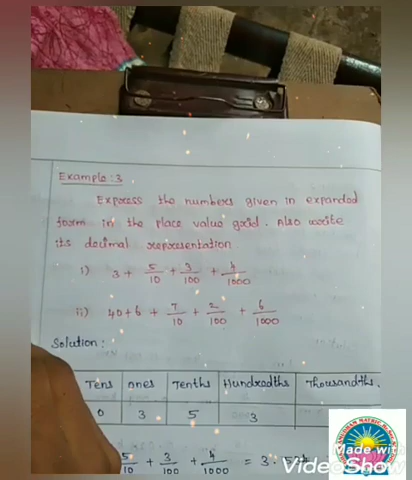 Example : 3
Express the numbers given in expanded
form in the place value grid. Also write
its decimal representation
i) 3 + 5/10 + 3/100 + 4/1000
ii) 40 + 6 + 7/10 + 2/100 + 6/1000
Solution :
Tens ones Tenths Hundredths Thousandths.
0 3 5 3
5/10 + 3/100 + 4/1000 = 3.5
Made with
VideoShow